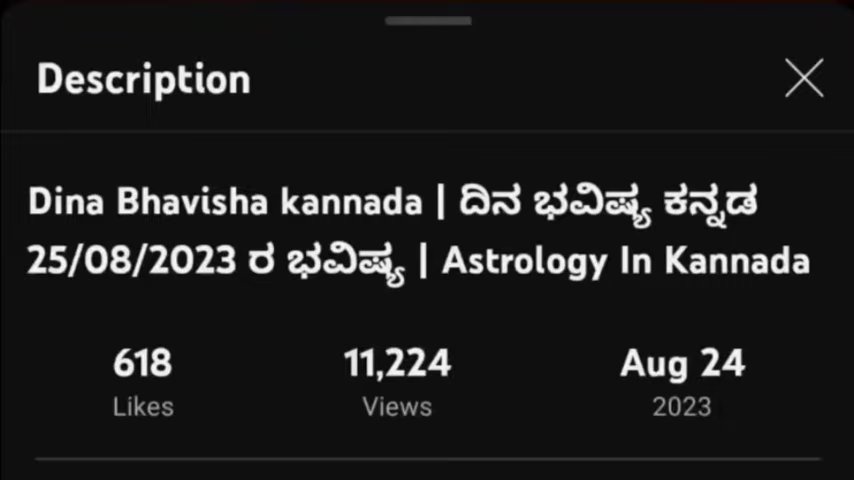 Description
Dina Bhavisha kannada | ದಿನ ಭವಿಷ್ಯ ಕನ್ನಡ
25/08/2023 ರ ಭವಿಷ್ಯ | Astrology In Kannada
618 11,224 Aug 24
Likes Views 2023